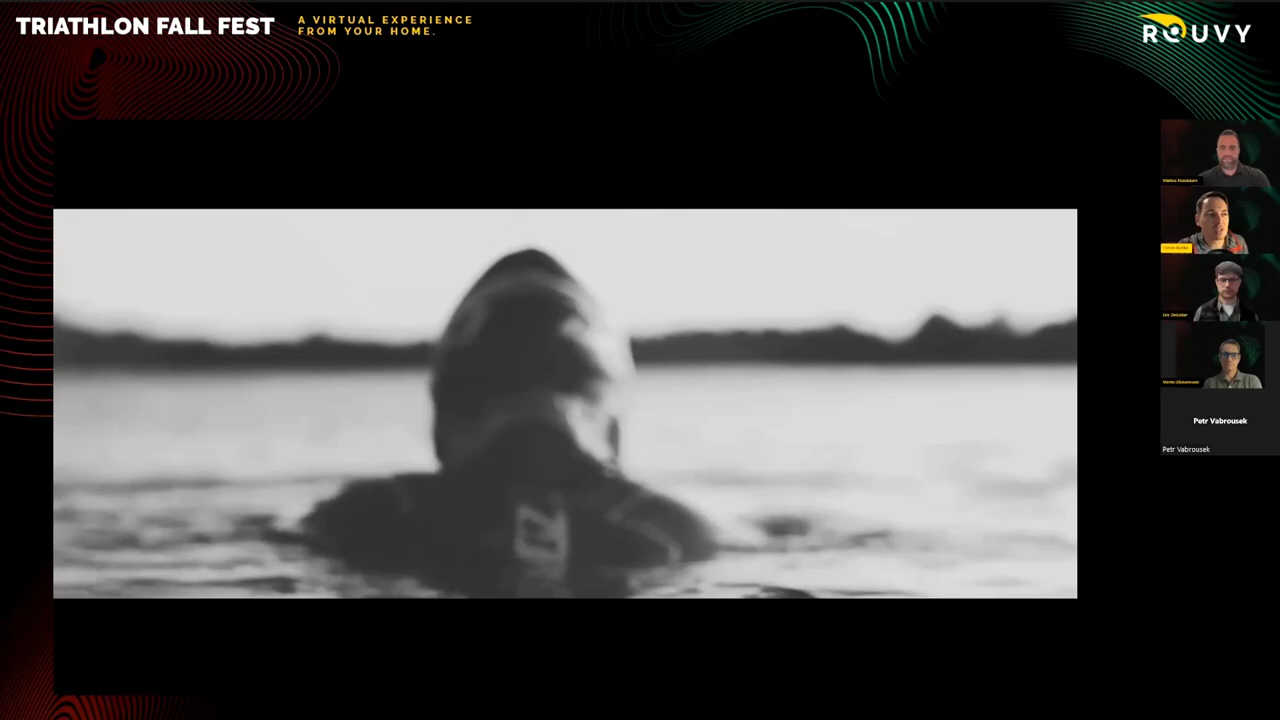 TRIATHLON FALL FEST
A VIRTUAL EXPERIENCE
FROM YOUR HOME.
ROUVY
Petr Vabrousek
Petr Vabrousek